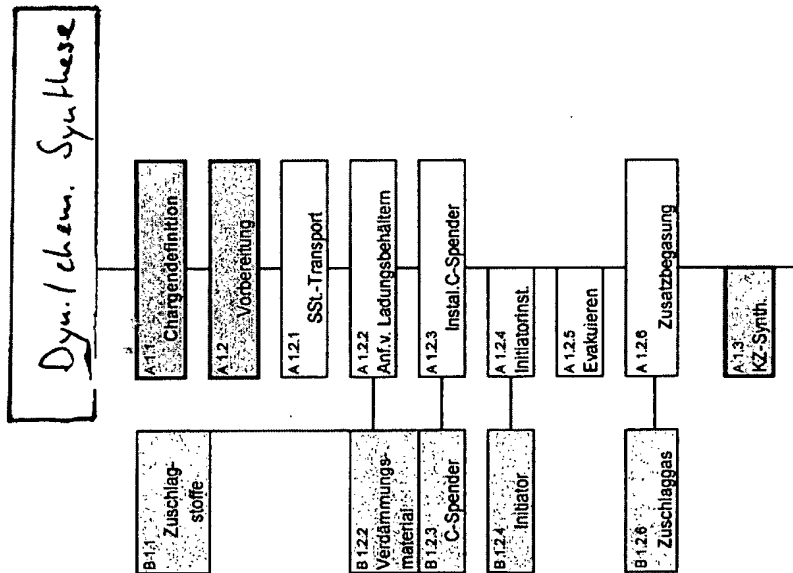 Dyn./chem. Synthese
A 1.1
Chargendefinition
A 1.2
Vorbereitung
A 1.2.1
SSt.-Transport
A 1.2.2
Anf.v. Ladungsbehältern
A 1.2.3
Instal.C-Spender
A 1.2.4
Initiatorinst.
A 1.2.5
Evakuieren
A 1.2.6
Zusatzbegasung
A 1.3
KZ-Synth.
B 1.1
Zuschlag-
stoffe
B 1.2.2
Verdämmungs-
material
B 1.2.3
C-Spender
B 1.2.4
Initiator
B 1.2.6
Zuschlaggas